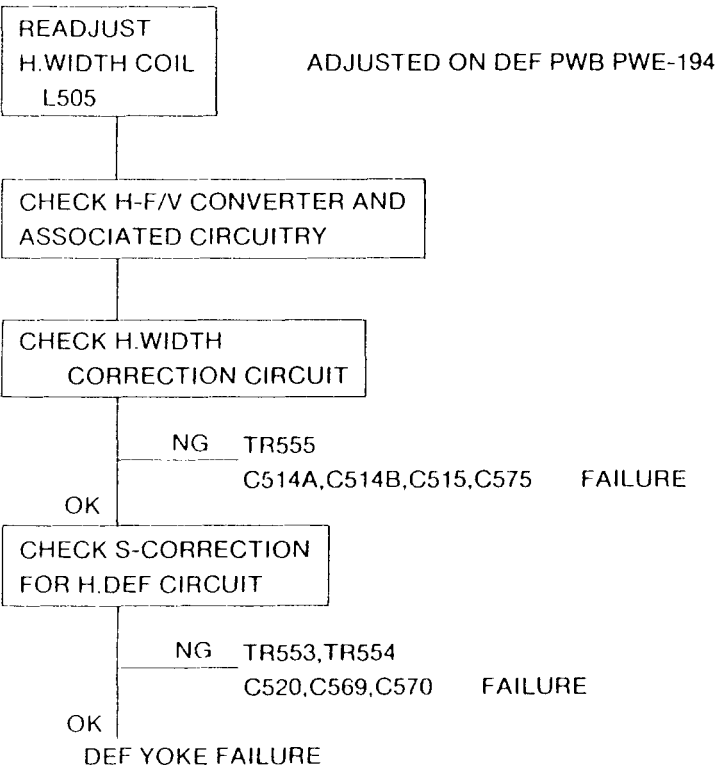 READJUST
H.WIDTH COIL
L505
ADJUSTED ON DEF PWB PWE-194
CHECK H-F/V CONVERTER AND
ASSOCIATED CIRCUITRY
CHECK H.WIDTH
CORRECTION CIRCUIT
NG TR555
C514A,C514B,C515,C575 FAILURE
OK
CHECK S-CORRECTION
FOR H.DEF CIRCUIT
NG TR553,TR554
C520,C569,C570 FAILURE
OK
DEF YOKE FAILURE